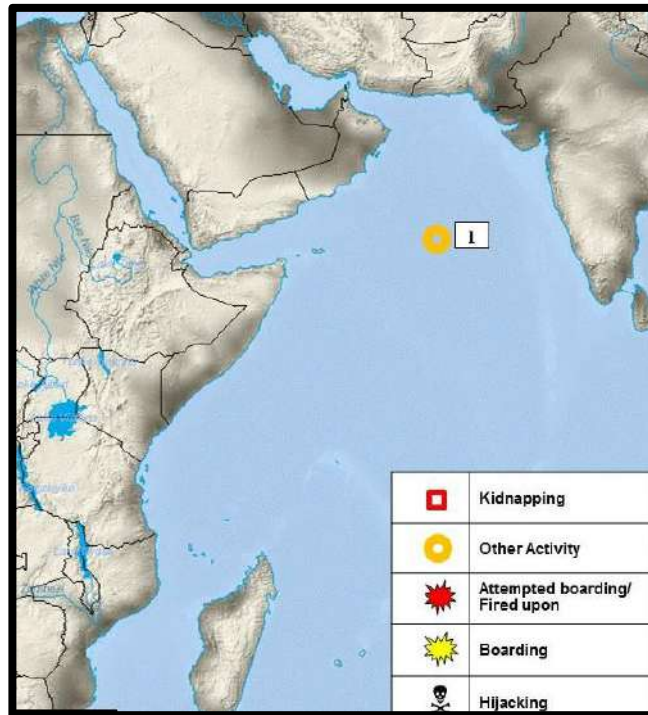 1
Kidnapping
Other Activity
Attempted boarding/
Fired upon
Boarding
Hijacking